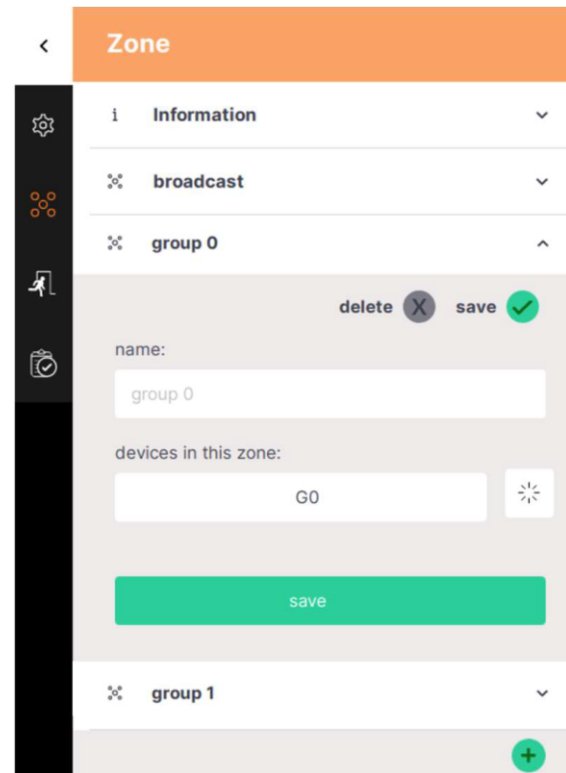 Zone
i Information
broadcast
group 0
delete X save
name:
group 0
devices in this zone:
G0
save
group 1
+